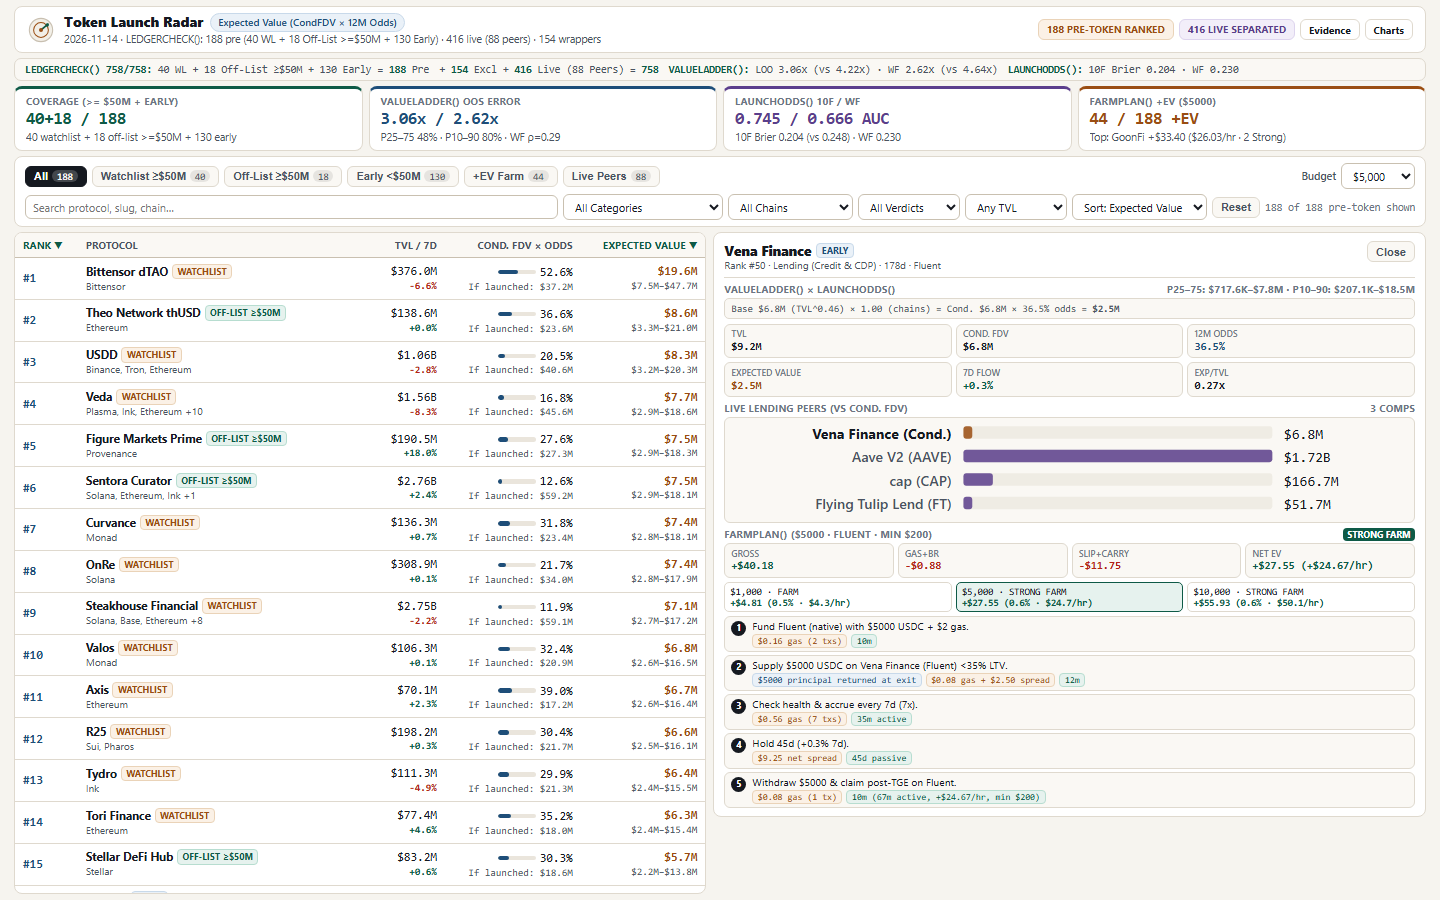 Token Launch Radar Expected Value (CondFDV × 12M Odds)
2026-11-14 · LEDGERCHECK(): 188 pre (40 WL + 18 Off-List >=$50M + 130 Early) · 416 live (88 peers) · 154 wrappers
188 PRE-TOKEN RANKED 416 LIVE SEPARATED Evidence Charts
LEDGERCHECK() 758/758: 40 WL + 18 Off-List ≥$50M + 130 Early = 188 Pre + 154 Excl + 416 Live (88 Peers) = 758 VALUELADDER(): LOO 3.06x (vs 4.22x) · WF 2.62x (vs 4.64x) LAUNCHODDS(): 10F Brier 0.204 · WF 0.230
COVERAGE (>= $50M + EARLY)
40+18 / 188
40 watchlist + 18 off-list >=$50M + 130 early
VALUELADDER() OOS ERROR
3.06x / 2.62x
P25–75 48% · P10–90 80% · WF ρ=0.29
LAUNCHODDS() 10F / WF
0.745 / 0.666 AUC
10F Brier 0.204 (vs 0.248) · WF 0.230
FARMPLAN() +EV ($5000)
44 / 188 +EV
Top: GoonFi +$33.40 ($26.03/hr · 2 Strong)
All 188 Watchlist ≥$50M 40 Off-List ≥$50M 18 Early <$50M 130 +EV Farm 44 Live Peers 88
Budget $5,000
Search protocol, slug, chain... All Categories All Chains All Verdicts Any TVL Sort: Expected Value Reset 188 of 188 pre-token shown
RANK ▼ PROTOCOL TVL / 7D COND. FDV × ODDS EXPECTED VALUE ▼
#1 Bittensor dTAO WATCHLIST $376.0M 52.6% $19.6M
Bittensor -6.6% If launched: $37.2M $7.5M–$47.7M
#2 Theo Network thUSD OFF-LIST ≥$50M $138.6M 36.6% $8.6M
Ethereum +0.0% If launched: $23.6M $3.3M–$21.0M
#3 USDD WATCHLIST $1.06B 20.5% $8.3M
Binance, Tron, Ethereum -2.8% If launched: $40.6M $3.2M–$20.3M
#4 Veda WATCHLIST $1.56B 16.8% $7.7M
Plasma, Ink, Ethereum +10 -8.3% If launched: $45.6M $2.9M–$18.6M
#5 Figure Markets Prime OFF-LIST ≥$50M $190.5M 27.6% $7.5M
Provenance +18.0% If launched: $27.3M $2.9M–$18.3M
#6 Sentora Curator OFF-LIST ≥$50M $2.76B 12.6% $7.5M
Solana, Ethereum, Ink +1 +2.4% If launched: $59.2M $2.9M–$18.1M
#7 Curvance WATCHLIST $136.3M 31.8% $7.4M
Monad +0.7% If launched: $23.4M $2.8M–$18.1M
#8 OnRe WATCHLIST $308.9M 21.7% $7.4M
Solana +0.1% If launched: $34.0M $2.8M–$17.9M
#9 Steakhouse Financial WATCHLIST $2.75B 11.9% $7.1M
Solana, Base, Ethereum +8 -2.2% If launched: $59.1M $2.7M–$17.2M
#10 Valos WATCHLIST $106.3M 32.4% $6.8M
Monad +0.1% If launched: $20.9M $2.6M–$16.5M
#11 Axis WATCHLIST $70.1M 39.0% $6.7M
Ethereum +2.3% If launched: $17.2M $2.6M–$16.4M
#12 R25 WATCHLIST $198.2M 30.4% $6.6M
Sui, Pharos +0.3% If launched: $21.7M $2.5M–$16.1M
#13 Tydro WATCHLIST $111.3M 29.9% $6.4M
Ink -4.9% If launched: $21.3M $2.4M–$15.5M
#14 Tori Finance WATCHLIST $77.4M 35.2% $6.3M
Ethereum +4.6% If launched: $18.0M $2.4M–$15.4M
#15 Stellar DeFi Hub OFF-LIST ≥$50M $83.2M 30.3% $5.7M
Stellar +0.6% If launched: $18.6M $2.2M–$13.8M
Vena Finance EARLY Close
Rank #50 · Lending (Credit & CDP) · 178d · Fluent
VALUELADDER() × LAUNCHODDS() P25–75: $717.6K–$7.8M · P10–90: $207.1K–$18.5M
Base $6.8M (TVL^0.46) × 1.00 (chains) = Cond. $6.8M × 36.5% odds = $2.5M
TVL COND. FDV 12M ODDS
$9.2M $6.8M 36.5%
EXPECTED VALUE 7D FLOW EXP/TVL
$2.5M +0.3% 0.27x
LIVE LENDING PEERS (VS COND. FDV) 3 COMPS
Vena Finance (Cond.) $6.8M
Aave V2 (AAVE) $1.72B
cap (CAP) $166.7M
Flying Tulip Lend (FT) $51.7M
FARMPLAN() ($5000 · FLUENT · MIN $200) STRONG FARM
GROSS GAS+BR SLIP+CARRY NET EV
+$40.18 -$0.88 -$11.75 +$27.55 (+$24.67/hr)
$1,000 · FARM $5,000 · STRONG FARM $10,000 · STRONG FARM
+$4.81 (0.5% · $4.3/hr) +$27.55 (0.6% · $24.7/hr) +$55.93 (0.6% · $50.1/hr)
1 Fund Fluent (native) with $5000 USDC + $2 gas.
$0.16 gas (2 txs) 10m
2 Supply $5000 USDC on Vena Finance (Fluent) <35% LTV.
$5000 principal returned at exit $0.08 gas + $2.50 spread 12m
3 Check health & accrue every 7d (7x).
$0.56 gas (7 txs) 35m active
4 Hold 45d (+0.3% 7d).
$9.25 net spread 45d passive
5 Withdraw $5000 & claim post-TGE on Fluent.
$0.08 gas (1 tx) 10m (67m active, +$24.67/hr, min $200)